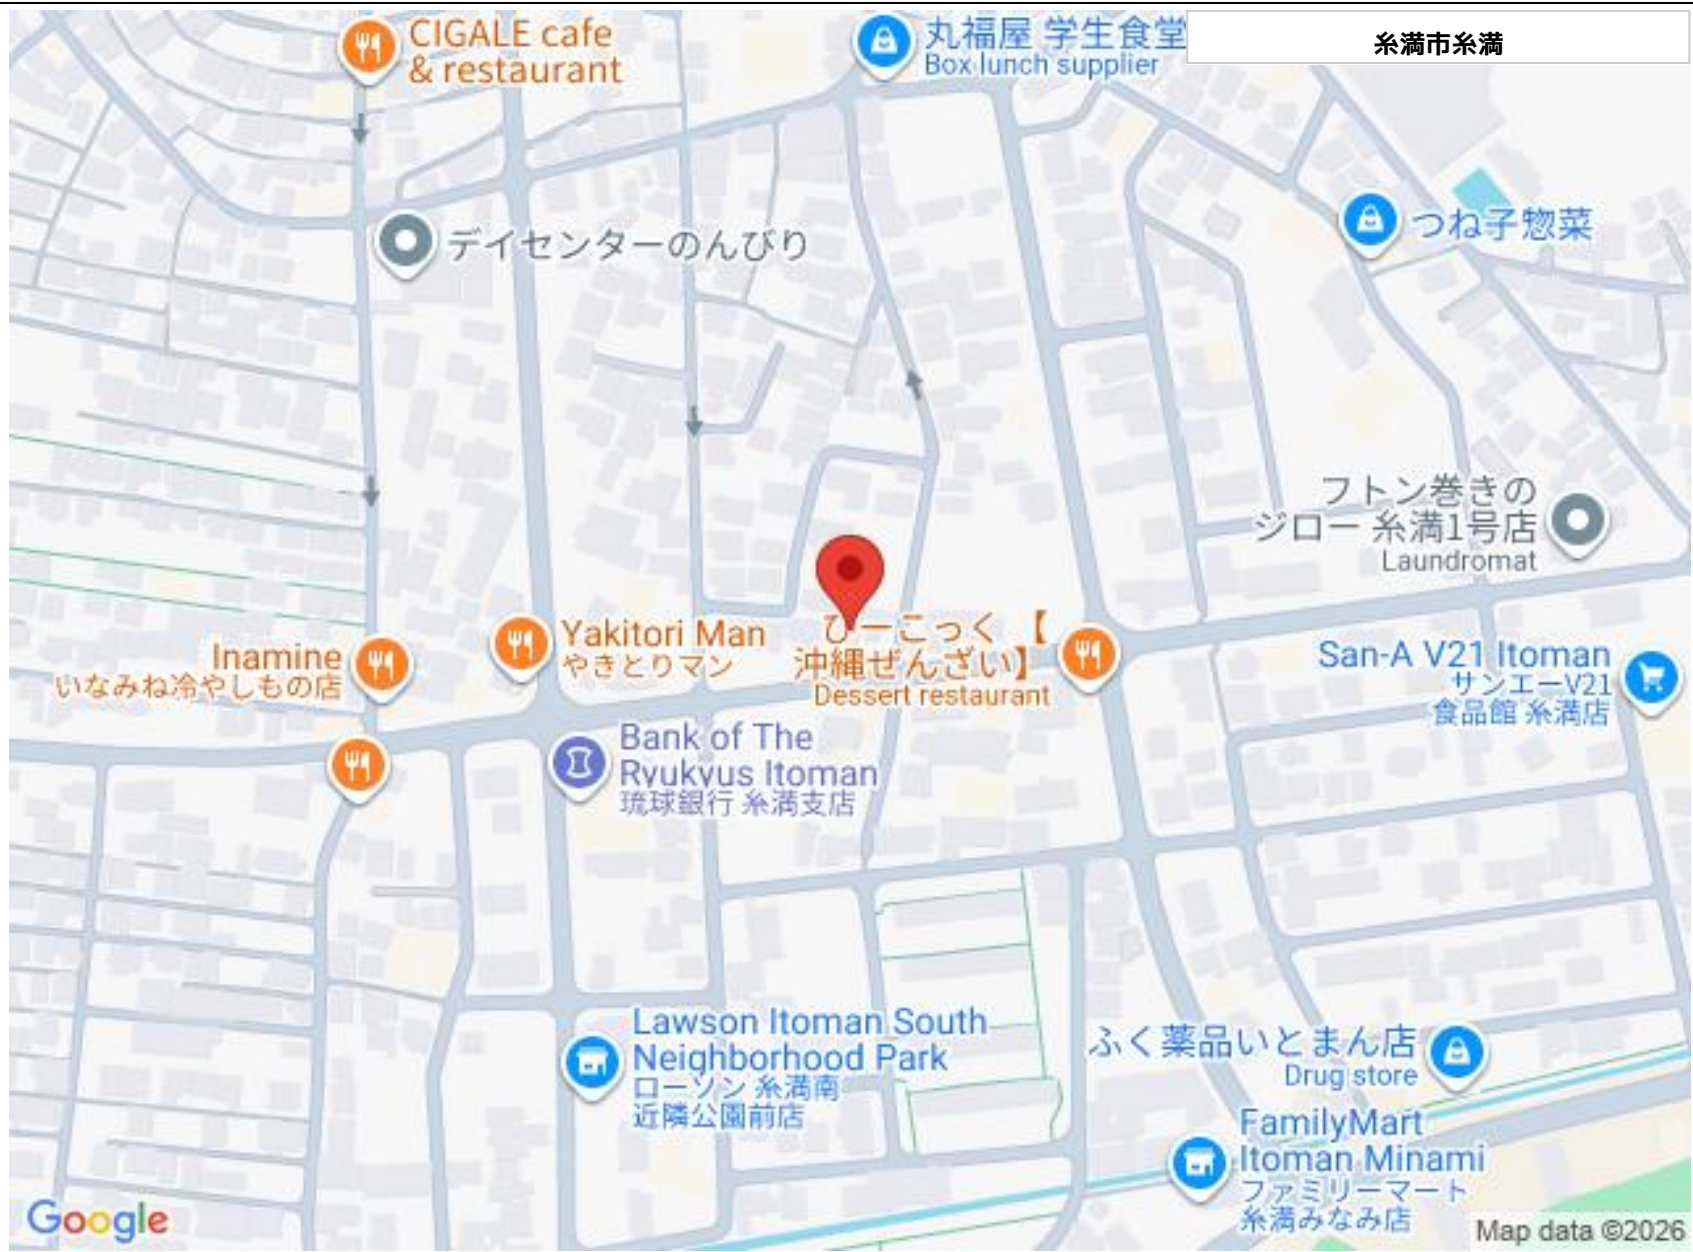 CIGALE cafe
& restaurant
丸福屋 学生食堂
Box lunch supplier
糸満市糸満
デイセンターのんびり
つね子惣菜
フトン巻きの
ジロー 糸満1号店
Laundromat
Inamine
いなみね冷やしもの店
Yakitori Man
やきとりマン
ぴーこっく【
沖縄ぜんざい】
Dessert restaurant
San-A V21 Itoman
サンエーV21
食品館 糸満店
Bank of The
Ryukyus Itoman
琉球銀行 糸満支店
Lawson Itoman South
Neighborhood Park
ローソン 糸満南
近隣公園前店
ふく薬品いとまん店
Drug store
FamilyMart
Itoman Minami
ファミリーマート
糸満みなみ店
Google
Map data ©2026